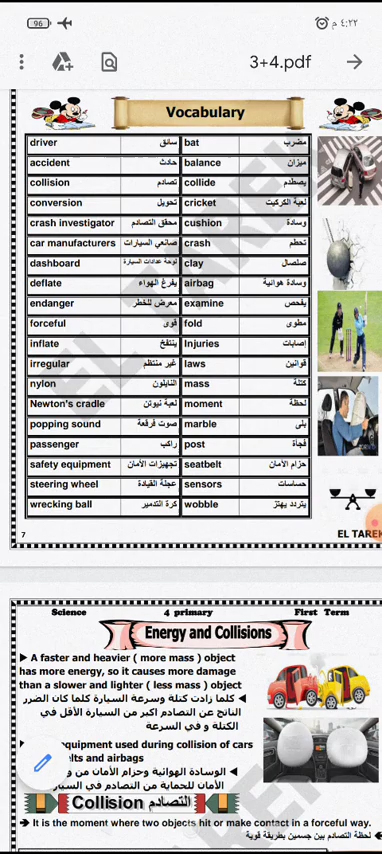 96
٤:٢٢ م
3+4.pdf
Vocabulary
driver سائق bat مضرب
accident حادث balance ميزان
collision تصادم collide يصطدم
conversion تحويل cricket لعبة الكركيت
crash investigator محقق التصادم cushion وسادة
car manufacturers صانعي السيارات crash تحطم
dashboard لوحة عدادات السيارة clay صلصال
deflate يفرغ الهواء airbag وسادة هوائية
endanger معرض للخطر examine يفحص
forceful قوى fold مطوى
inflate ينتفخ Injuries إصابات
irregular غير منتظم laws قوانين
nylon النايلون mass كتلة
Newton's cradle لعبة نيوتن moment لحظة
popping sound صوت فرقعة marble بلى
passenger راكب post فجأة
safety equipment تجهيزات الأمان seatbelt حزام الأمان
steering wheel عجلة القيادة sensors حساسات
wrecking ball كرة التدمير wobble يتردد يهتز
7
EL TAREK
Science 4 primary First Term
Energy and Collisions
A faster and heavier ( more mass ) object
has more energy, so it causes more damage
than a slower and lighter ( less mass ) object
كلما زادت كتلة وسرعة السيارة كلما كان الضرر
الناتج عن التصادم اكبر من السيارة الأقل في
الكتلة و في السرعة
equipment used during collision of cars
lts and airbags
الوسادة الهوائية وحزام الأمان من و
الأمان للحماية من التصادم في السيار
Collision التصادم
It is the moment where two objects hit or make contact in a forceful way.
لحظة التصادم بين جسمين بطريقة قوية